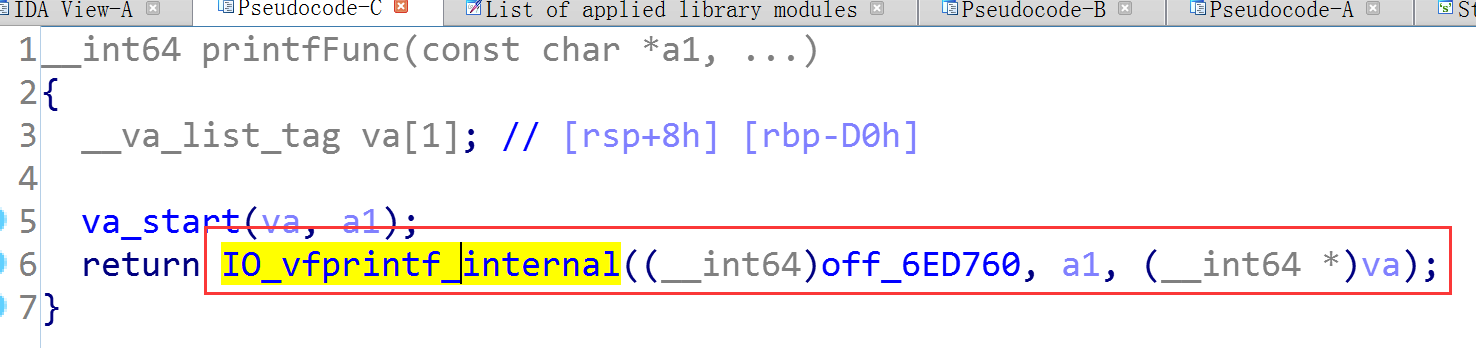 IDA View-A Pseudocode-C List of applied library modules Pseudocode-B Pseudocode-A St
1 __int64 printfFunc(const char *a1, ...)
2 {
3 __va_list_tag va[1]; // [rsp+8h] [rbp-D0h]
4
5 va_start(va, a1);
6 return IO_vfprintf_internal((__int64)off_6ED760, a1, (__int64 *)va);
7 }